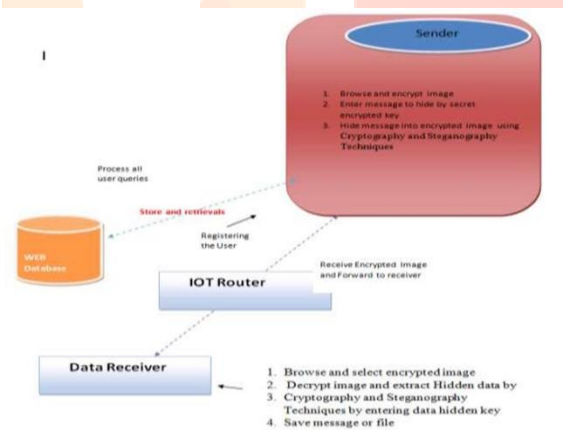 I
Sender
1. Browse and encrypt image
2. Enter message to hide by secret
encrypted key
3. Hide message into encrypted image using
Cryptography and Steganography
Techniques
Process all
user queries
Store and retrievals
Registering
the User
WEB
Database
Receive Encrypted Image
and Forward to receiver
IOT Router
Data Receiver
1. Browse and select encrypted image
2. Decrypt image and extract Hidden data by
3. Cryptography and Steganography
Techniques by entering data hidden key
4. Save message or file